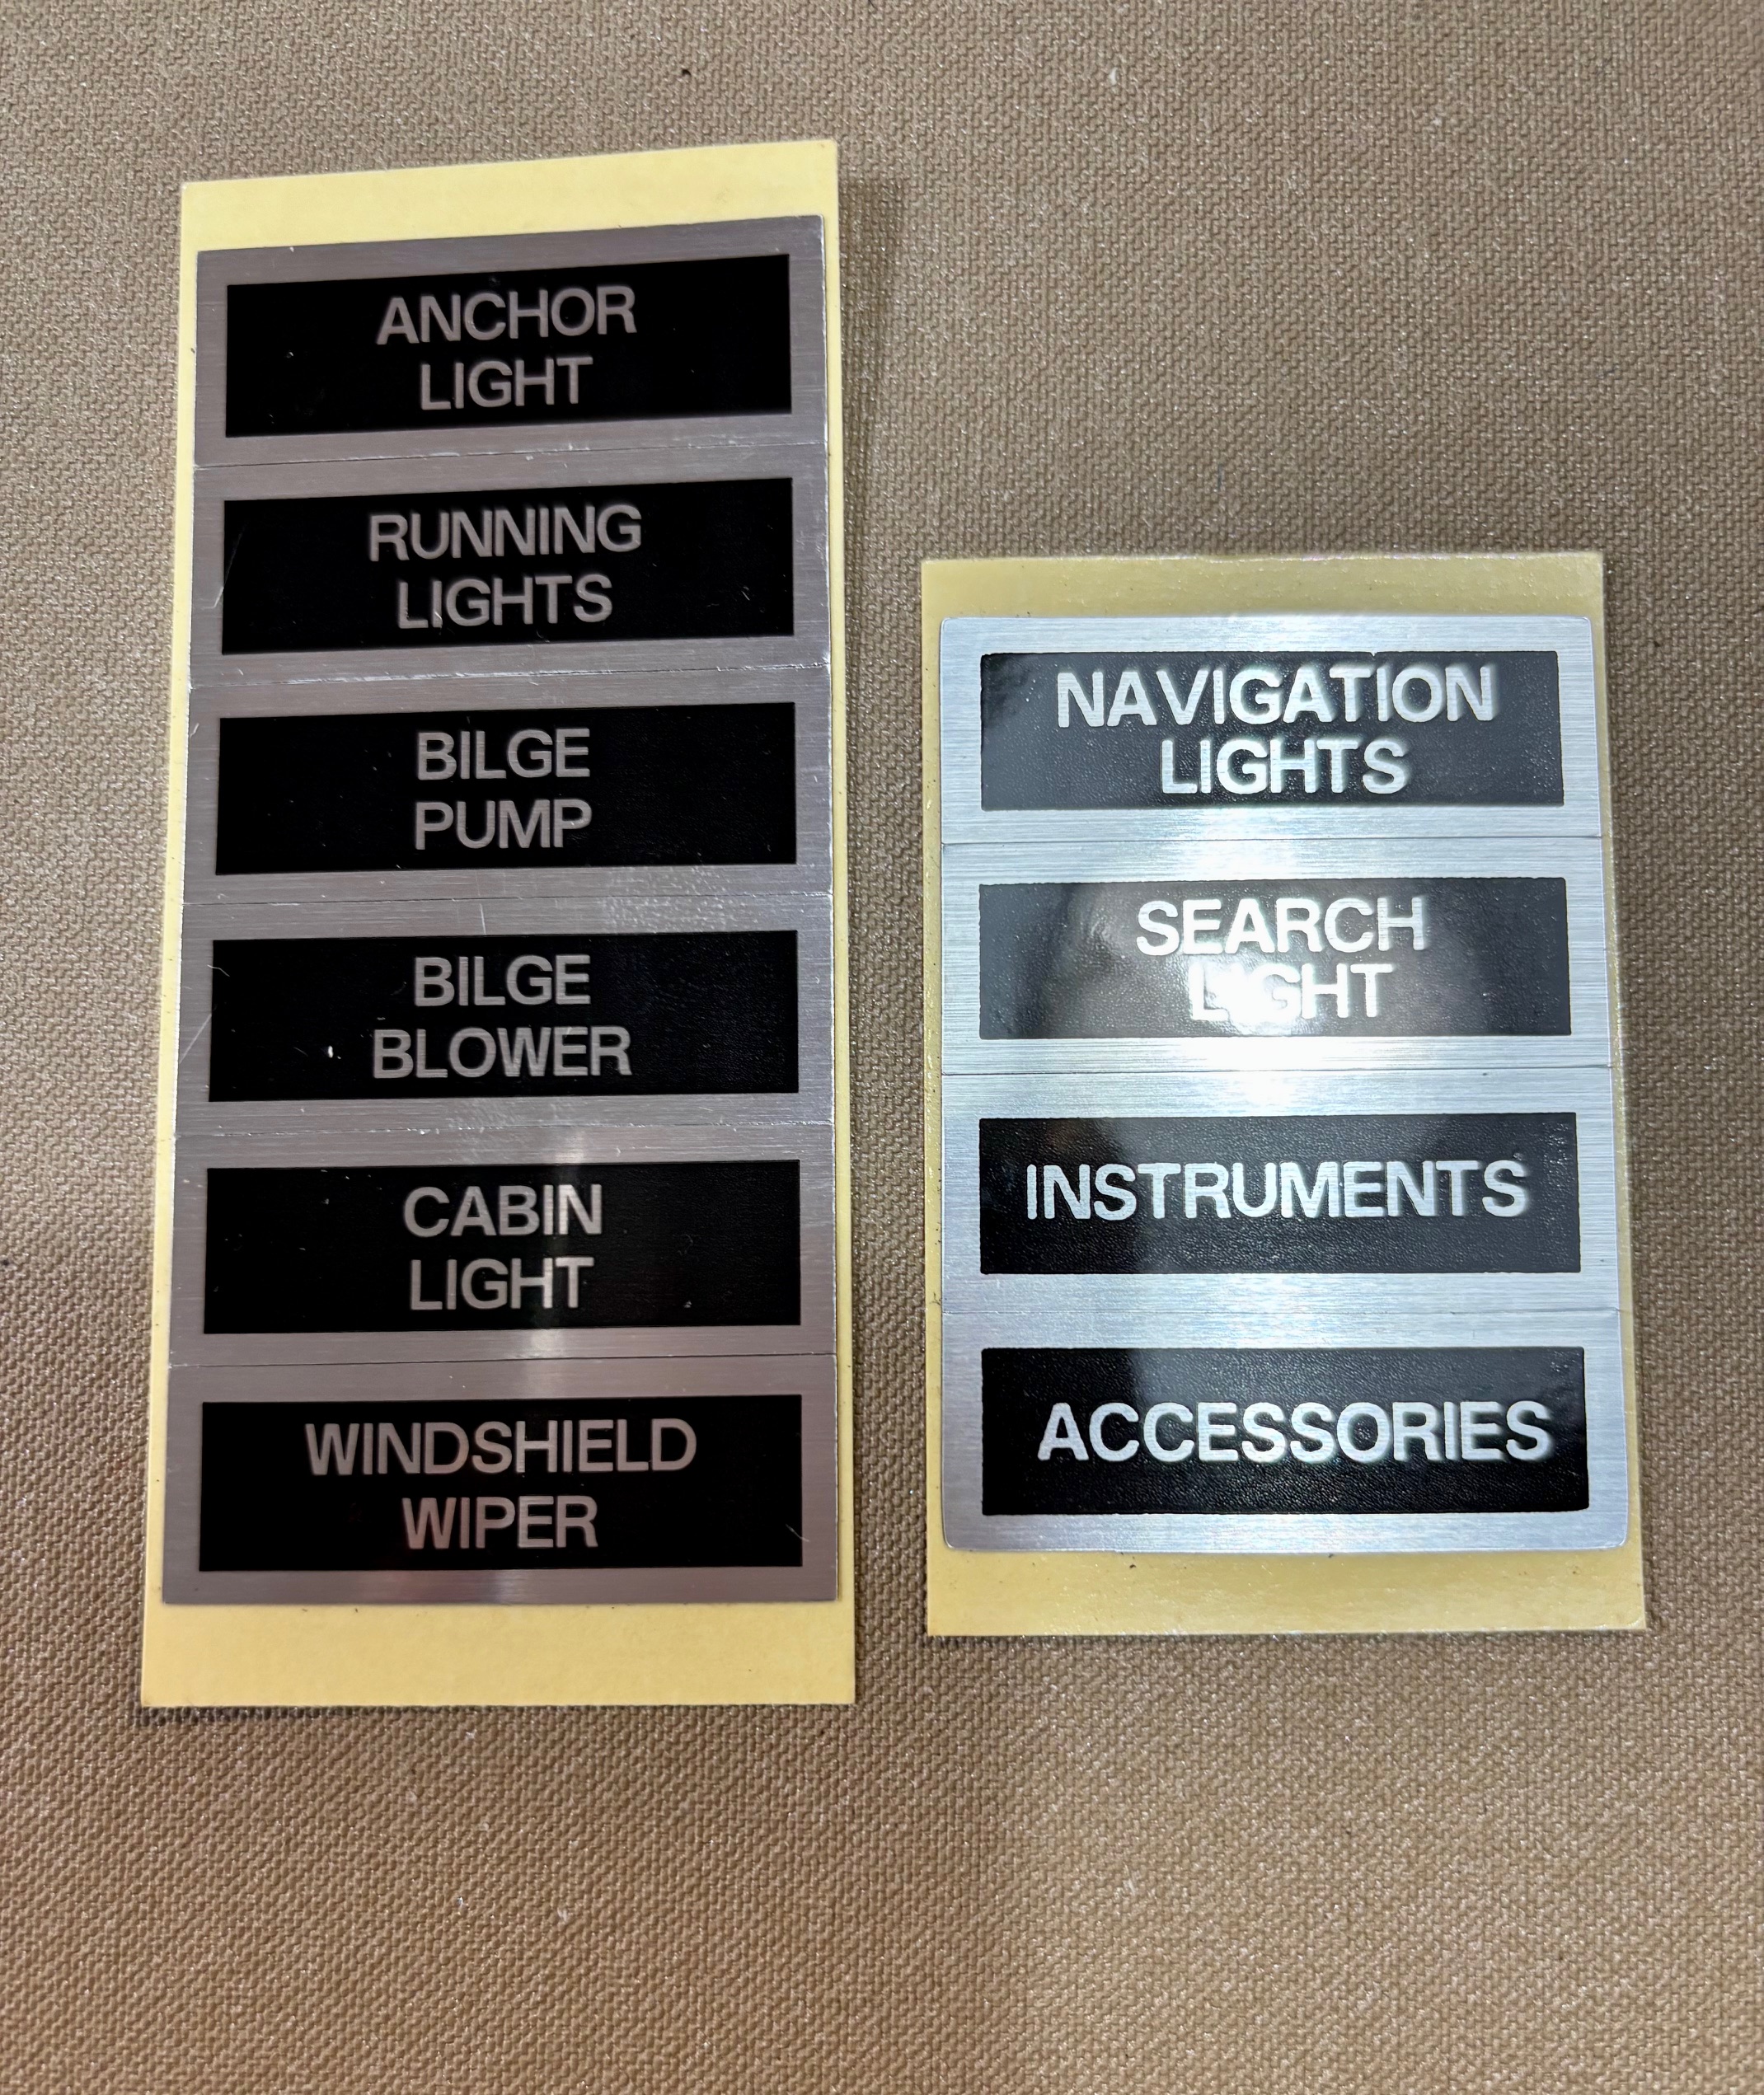 ANCHOR
LIGHT
RUNNING
LIGHTS
BILGE
PUMP
BILGE
BLOWER
CABIN
LIGHT
WINDSHIELD
WIPER
NAVIGATION
LIGHTS
SEARCH
LIGHT
INSTRUMENTS
ACCESSORIES